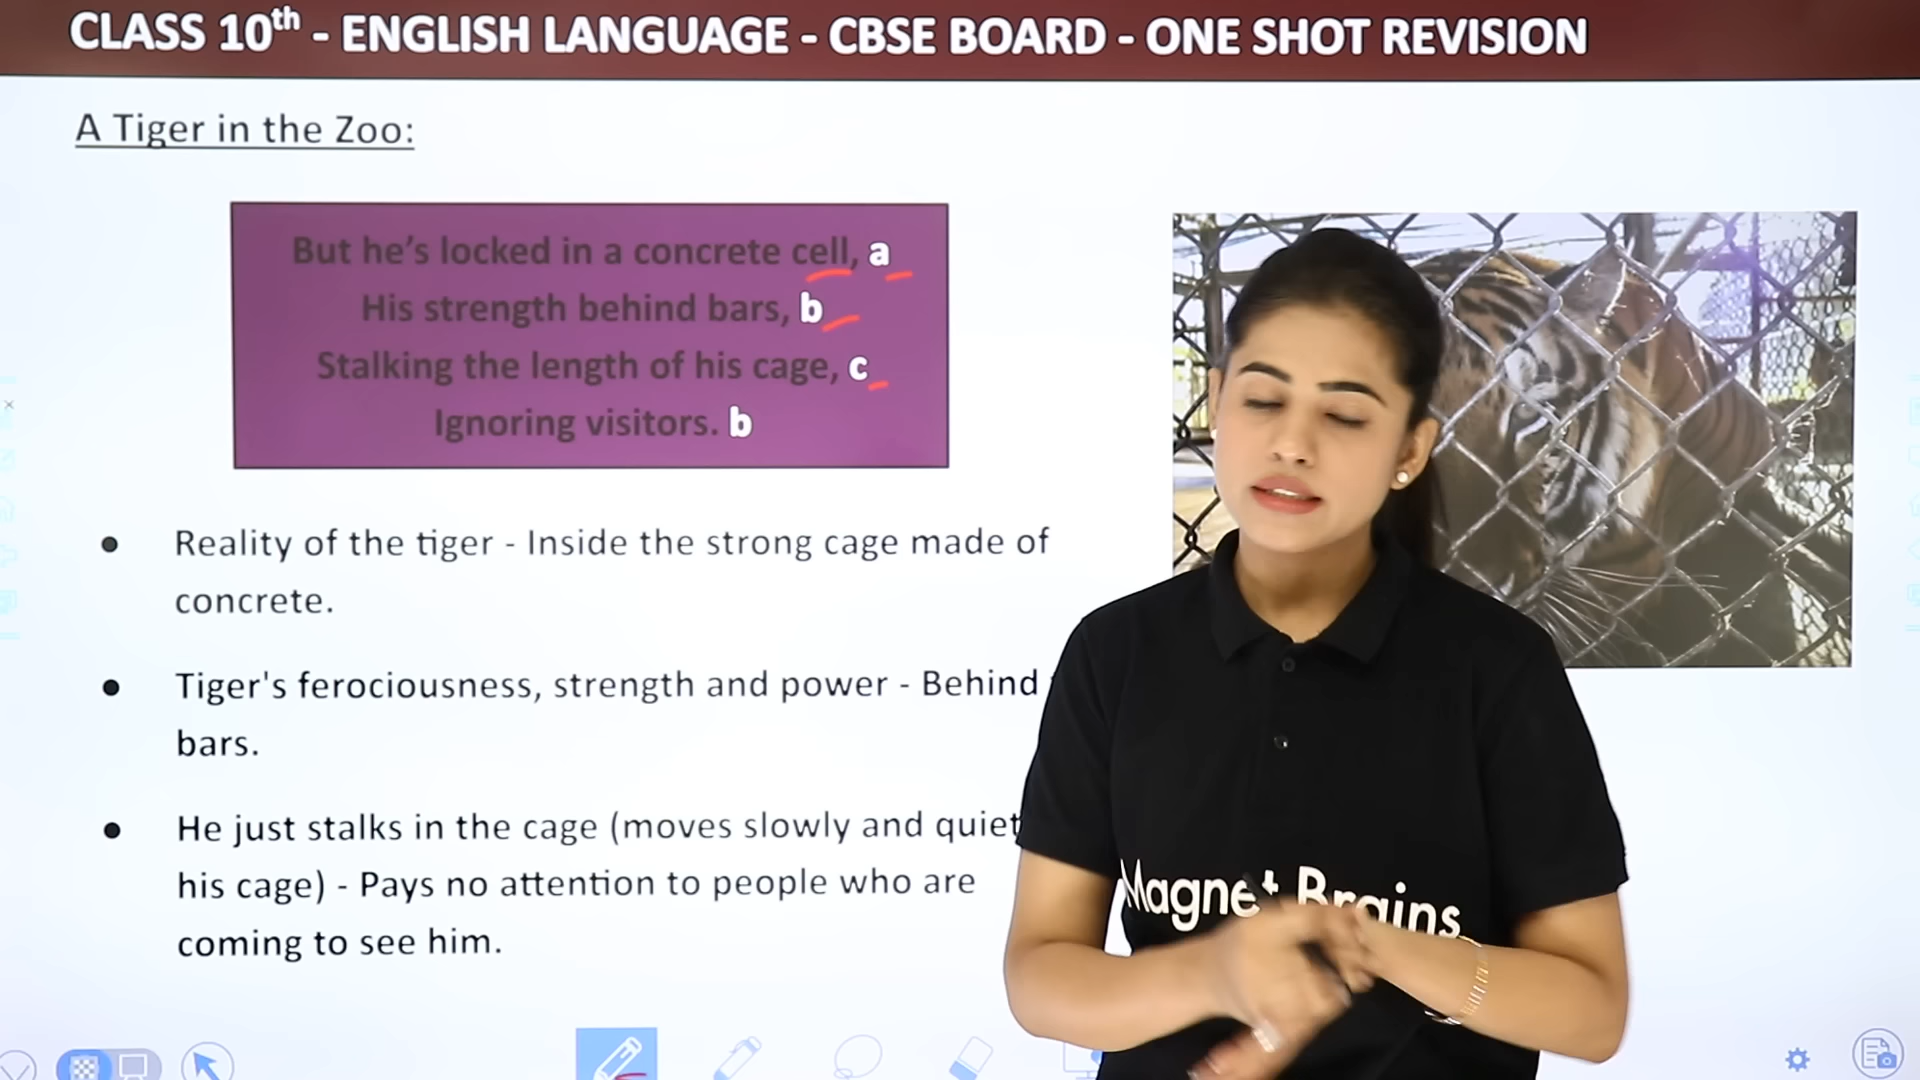 CLASS 10th - ENGLISH LANGUAGE - CBSE BOARD - ONE SHOT REVISION
A Tiger in the Zoo:
But he's locked in a concrete cell, a
His strength behind bars, b
Stalking the length of his cage, c
Ignoring visitors. b
● Reality of the tiger - Inside the strong cage made of
concrete.
● Tiger's ferociousness, strength and power - Behind
bars.
● He just stalks in the cage (moves slowly and quiet
his cage) - Pays no attention to people who are
coming to see him.
Magnet Brains